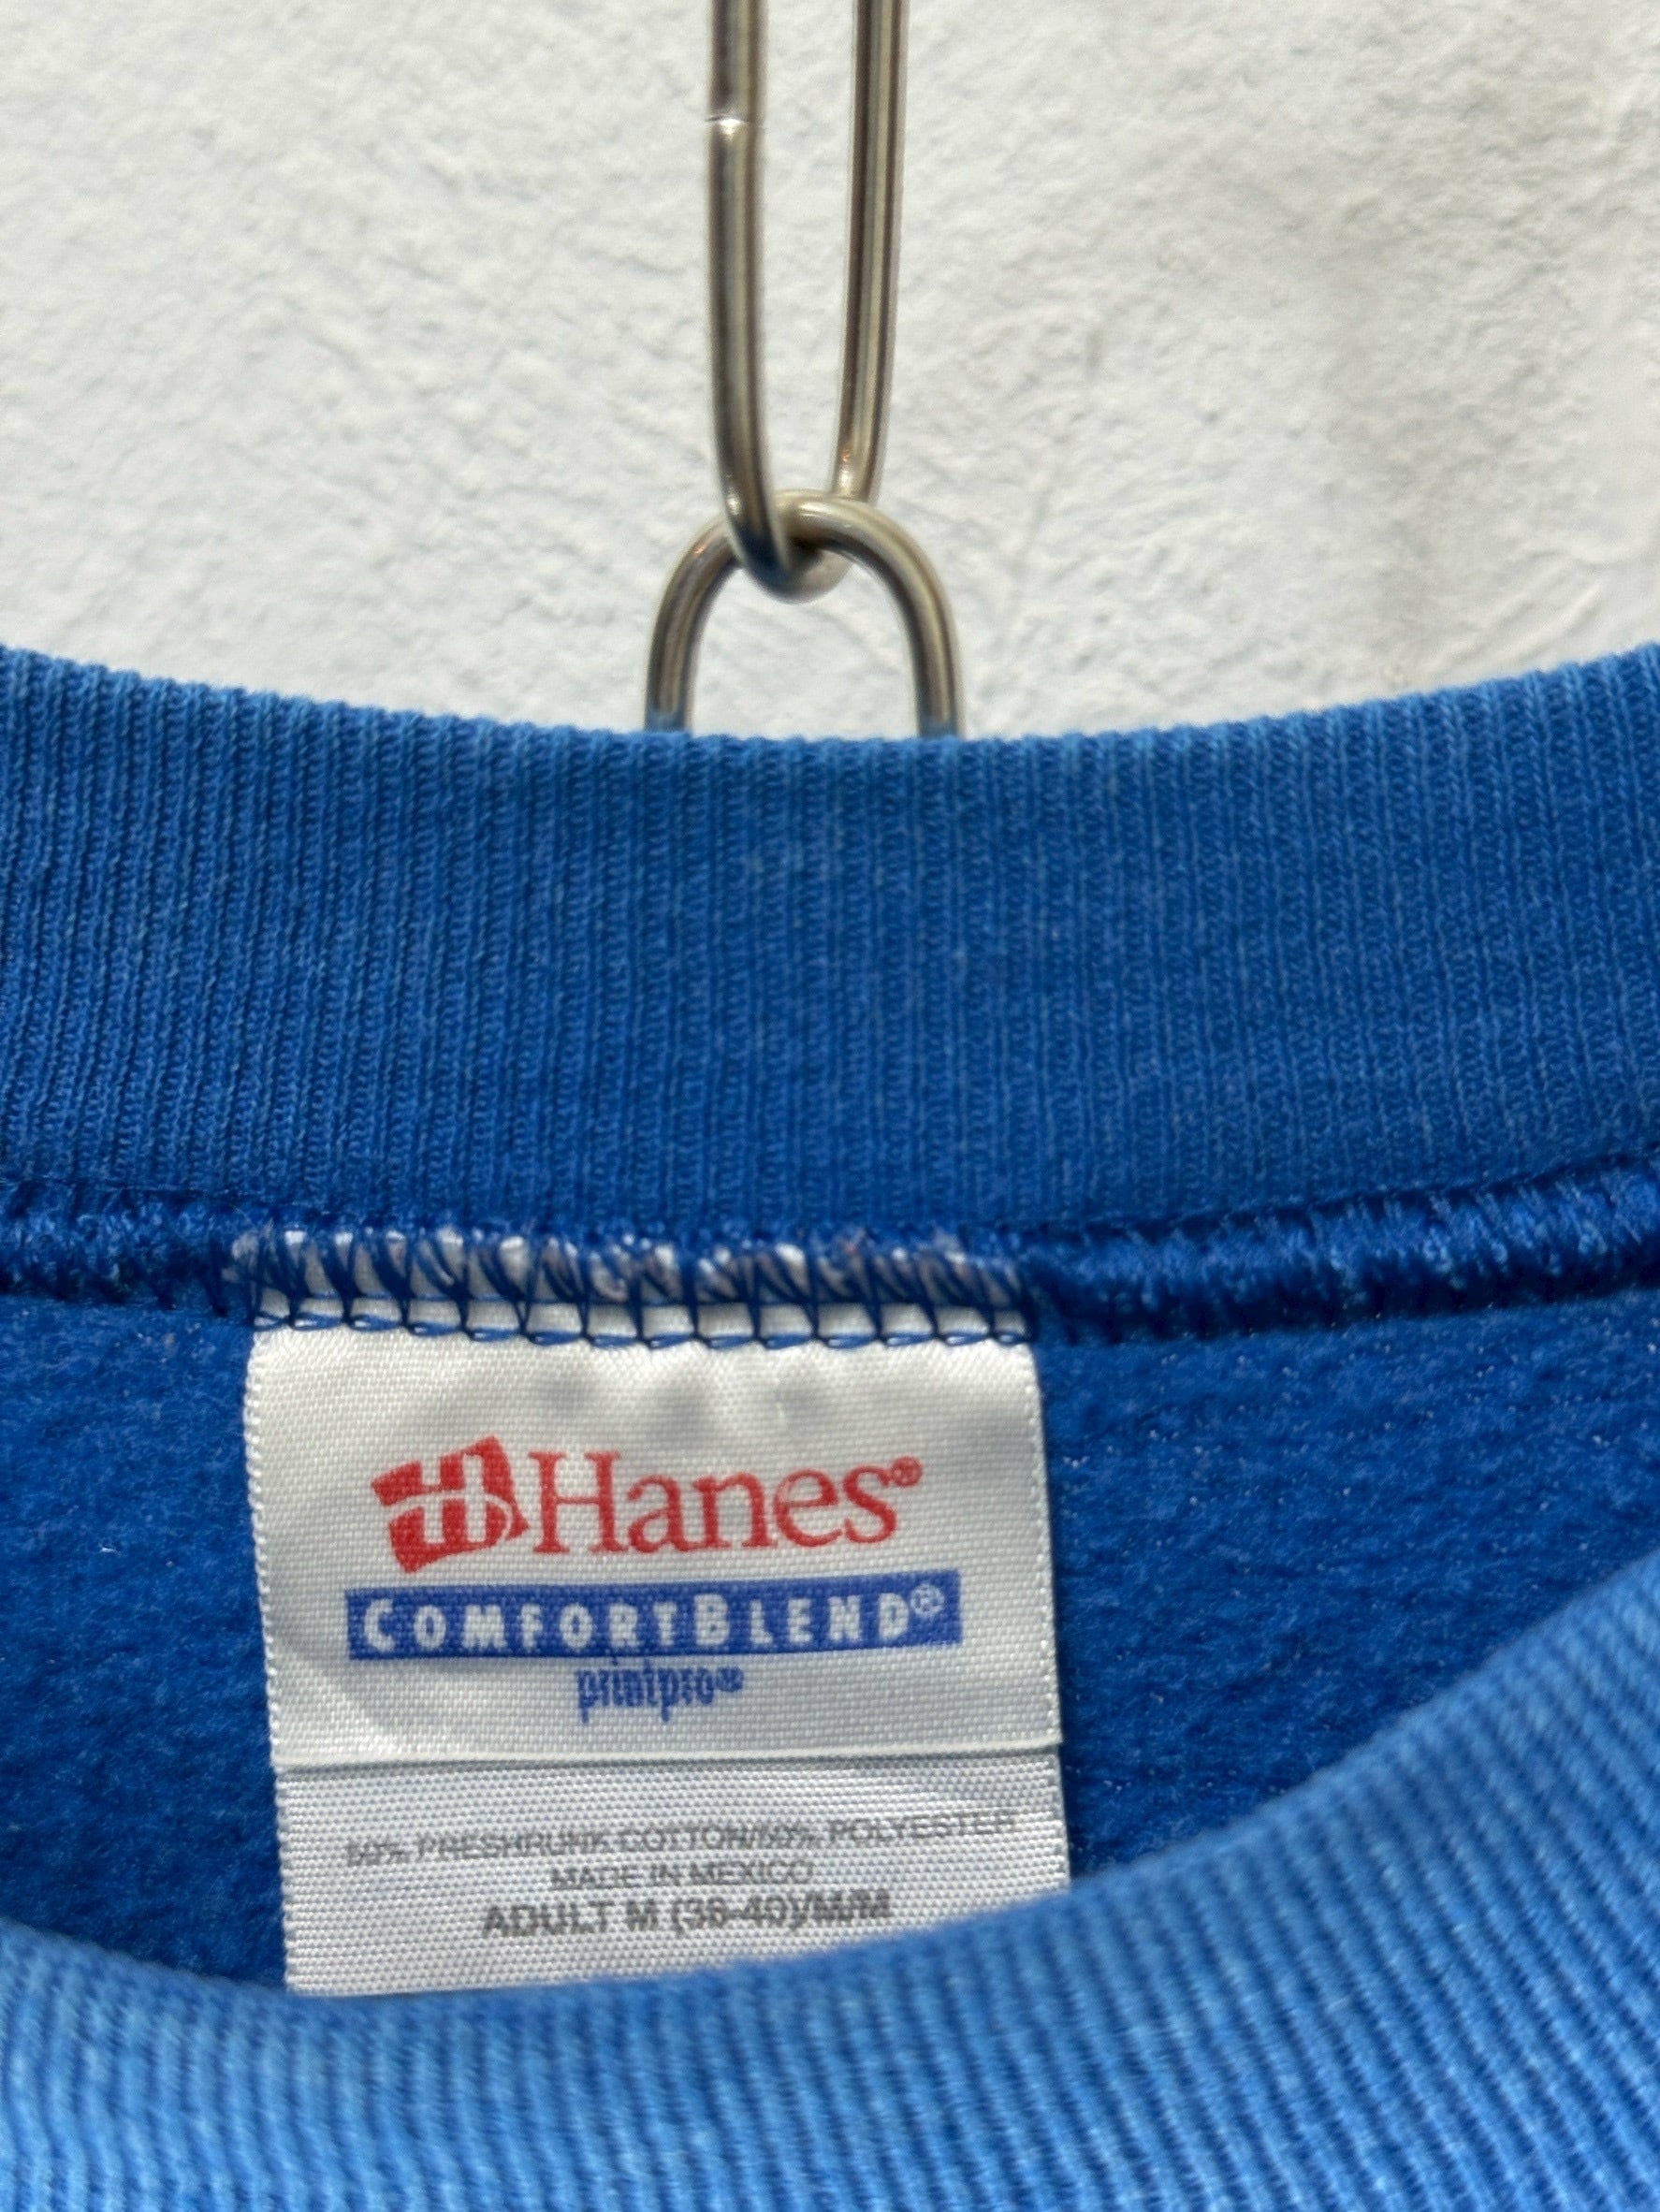 Hanes®
COMFORTBLEND®
printpro®
50% PRESHRUNK COTTON/50% POLYESTER
MADE IN MEXICO
ADULT M (38-40)/M/M